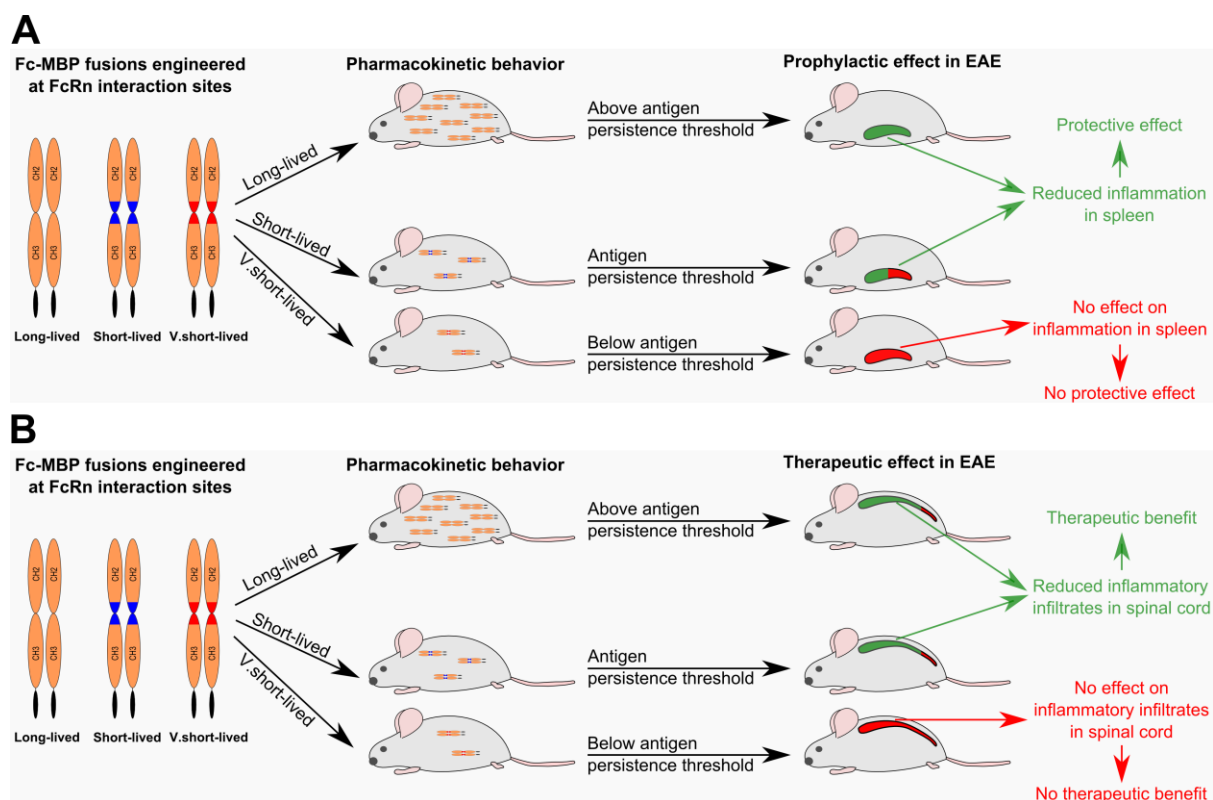 A
Fc-MBP fusions engineered
at FcRn interaction sites
Pharmacokinetic behavior
Prophylactic effect in EAE
CH2
CH2
CH2
CH2
CH2
CH2
CH3
CH3
CH3
CH3
CH3
CH3
Long-lived
Short-lived
V.short-lived
Long-lived
Short-lived
V.short-lived
Above antigen
persistence threshold
Antigen
persistence threshold
Below antigen
persistence threshold
Protective effect
Reduced inflammation
in spleen
No effect on
inflammation in spleen
No protective effect
B
Fc-MBP fusions engineered
at FcRn interaction sites
Pharmacokinetic behavior
Therapeutic effect in EAE
CH2
CH2
CH2
CH2
CH2
CH2
CH3
CH3
CH3
CH3
CH3
CH3
Long-lived
Short-lived
V.short-lived
Long-lived
Short-lived
V.short-lived
Above antigen
persistence threshold
Antigen
persistence threshold
Below antigen
persistence threshold
Therapeutic benefit
Reduced inflammatory
infiltrates in spinal cord
No effect on
inflammatory infiltrates
in spinal cord
No therapeutic benefit